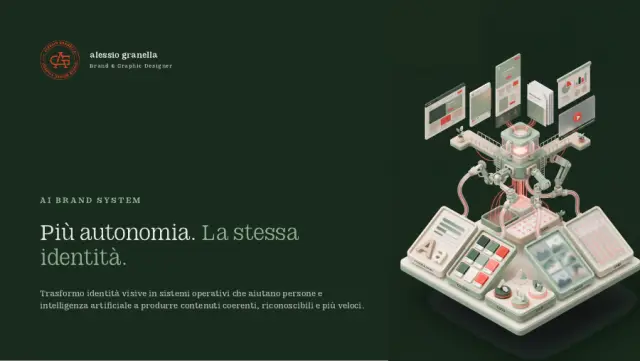 alessio granella
Brand & Graphic Designer
AI BRAND SYSTEM
Più autonomia. La stessa
identità.
Trasformo identità visive in sistemi operativi che aiutano persone e
intelligenza artificiale a produrre contenuti coerenti, riconoscibili e più veloci.
Aa